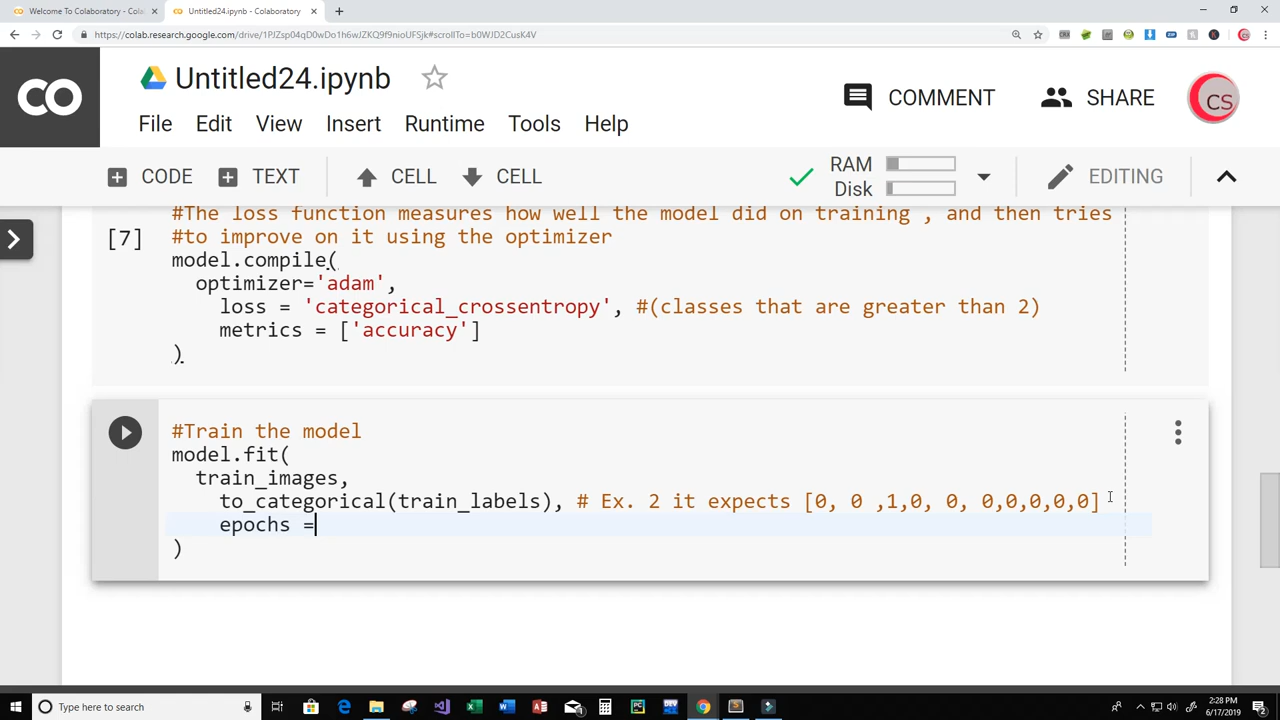 Welcome To Colaboratory - Cola
Untitled24.ipynb - Colaboratory
https://colab.research.google.com/drive/1PJZsp04qD0wDo1h6wJZKQ9f9nioUFSjk#scrollTo=b0WJD2CusK4V
CO
Untitled24.ipynb
COMMENT
SHARE
CS
File Edit View Insert Runtime Tools Help
CODE TEXT CELL CELL
RAM
Disk
EDITING
#The loss function measures how well the model did on training , and then tries
[7]
#to improve on it using the optimizer
model.compile(
optimizer='adam',
loss = 'categorical_crossentropy', #(classes that are greater than 2)
metrics = ['accuracy']
)
#Train the model
model.fit(
train_images,
to_categorical(train_labels), # Ex. 2 it expects [0, 0 ,1,0, 0, 0,0,0,0,0]
epochs =
)
Type here to search
2:28 PM
6/17/2019